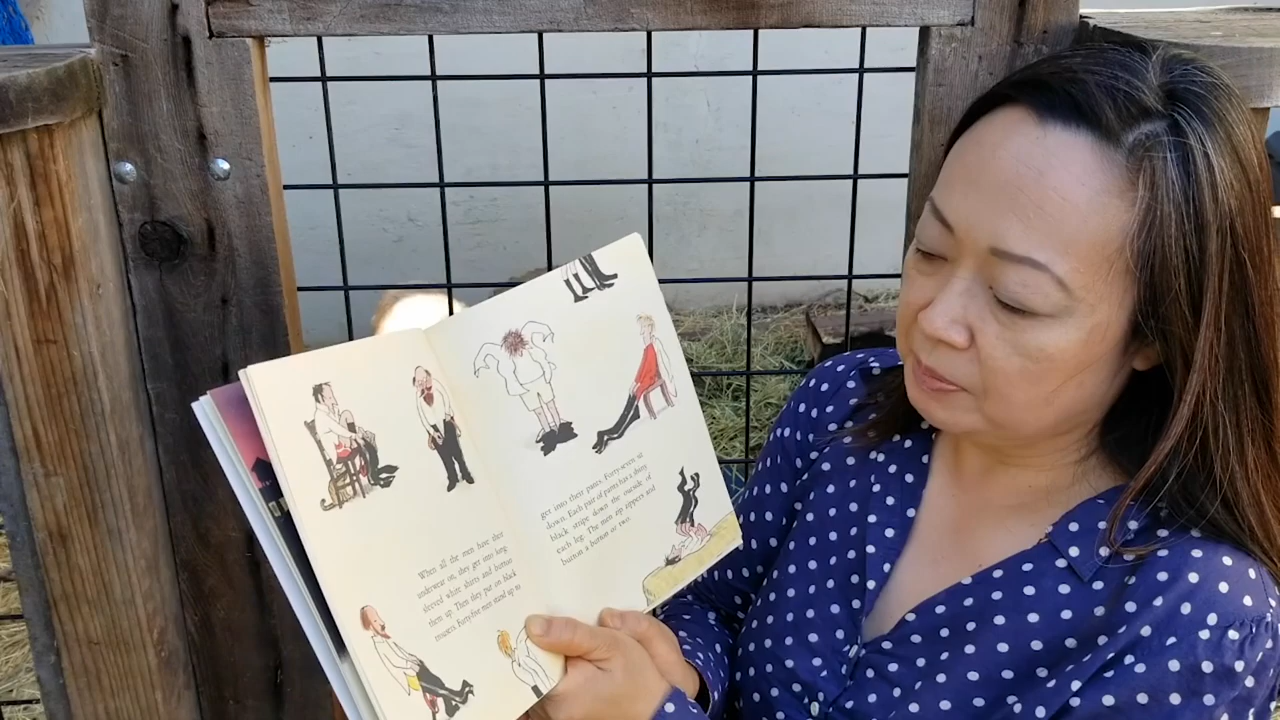 When all the men have their
underwear on, they get into long
sleeved white shirts and button
them up. Then they put on black
trousers. Forty-five men stand up to
get into their pants. Forty-seven sit
down. Each pair of pants has a shiny
black stripe down the outside of
each leg. The men zip zippers and
button a button or two.